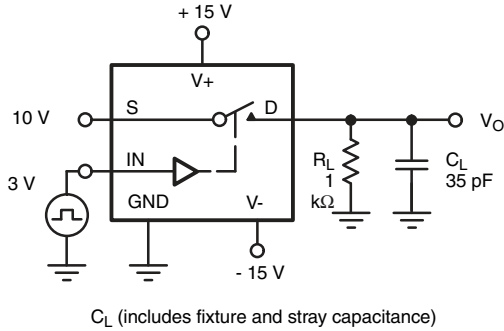 + 15 V
V+
10 V
S
D
V_O
IN
3 V
R_L
1
kΩ
C_L
35 pF
GND
V-
- 15 V
C_L (includes fixture and stray capacitance)